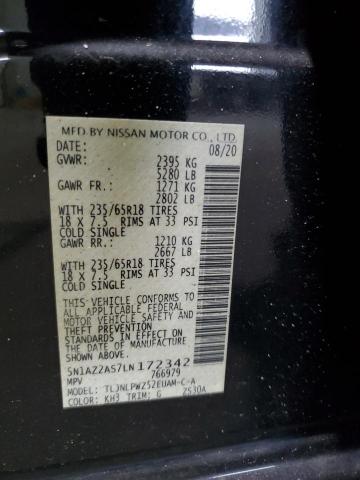 MFD BY NISSAN MOTOR CO., LTD.
DATE: 08/20
GVWR: 2395 KG
5280 LB
GAWR FR. 1271 KG
2802 LB
WITH 235/65R18 TIRES
18 X 7.5 RIMS AT 33 PSI
COLD SINGLE
GAWR RR.: 1210 KG
2667 LB
WITH 235/65R18 TIRES
18 X 7.5 RIMS AT 33 PSI
COLD SINGLE
THIS VEHICLE CONFORMS TO
ALL APPLICABLE FEDERAL
MOTOR VEHICLE SAFETY
AND THEFT PREVENTION
STANDARDS IN EFFECT ON
THE DATE OF MANUFACTURE
SHOWN ABOVE.
5N1AZ2AS7LN172342
MPV 766979
TYPE: TLJNLPWZ52EUAM-C-A
COLOR: KH3 TRIM: G Z530A